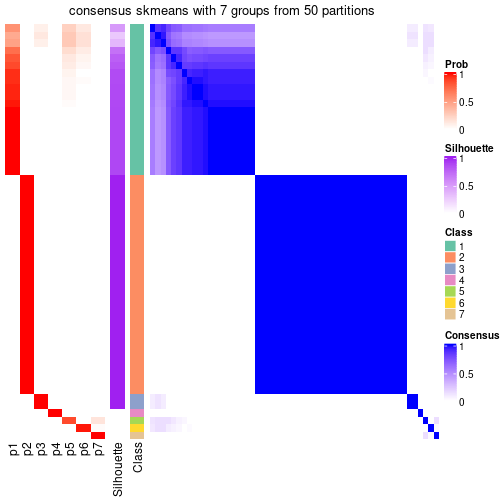 consensus skmeans with 7 groups from 50 partitions
Prob
1
0.5
0
Silhouette
1
0.5
0
Class
1
2
3
4
5
6
7
Consensus
1
0.5
0
p1
p2
p3
p4
p5
p6
p7
Silhouette
Class